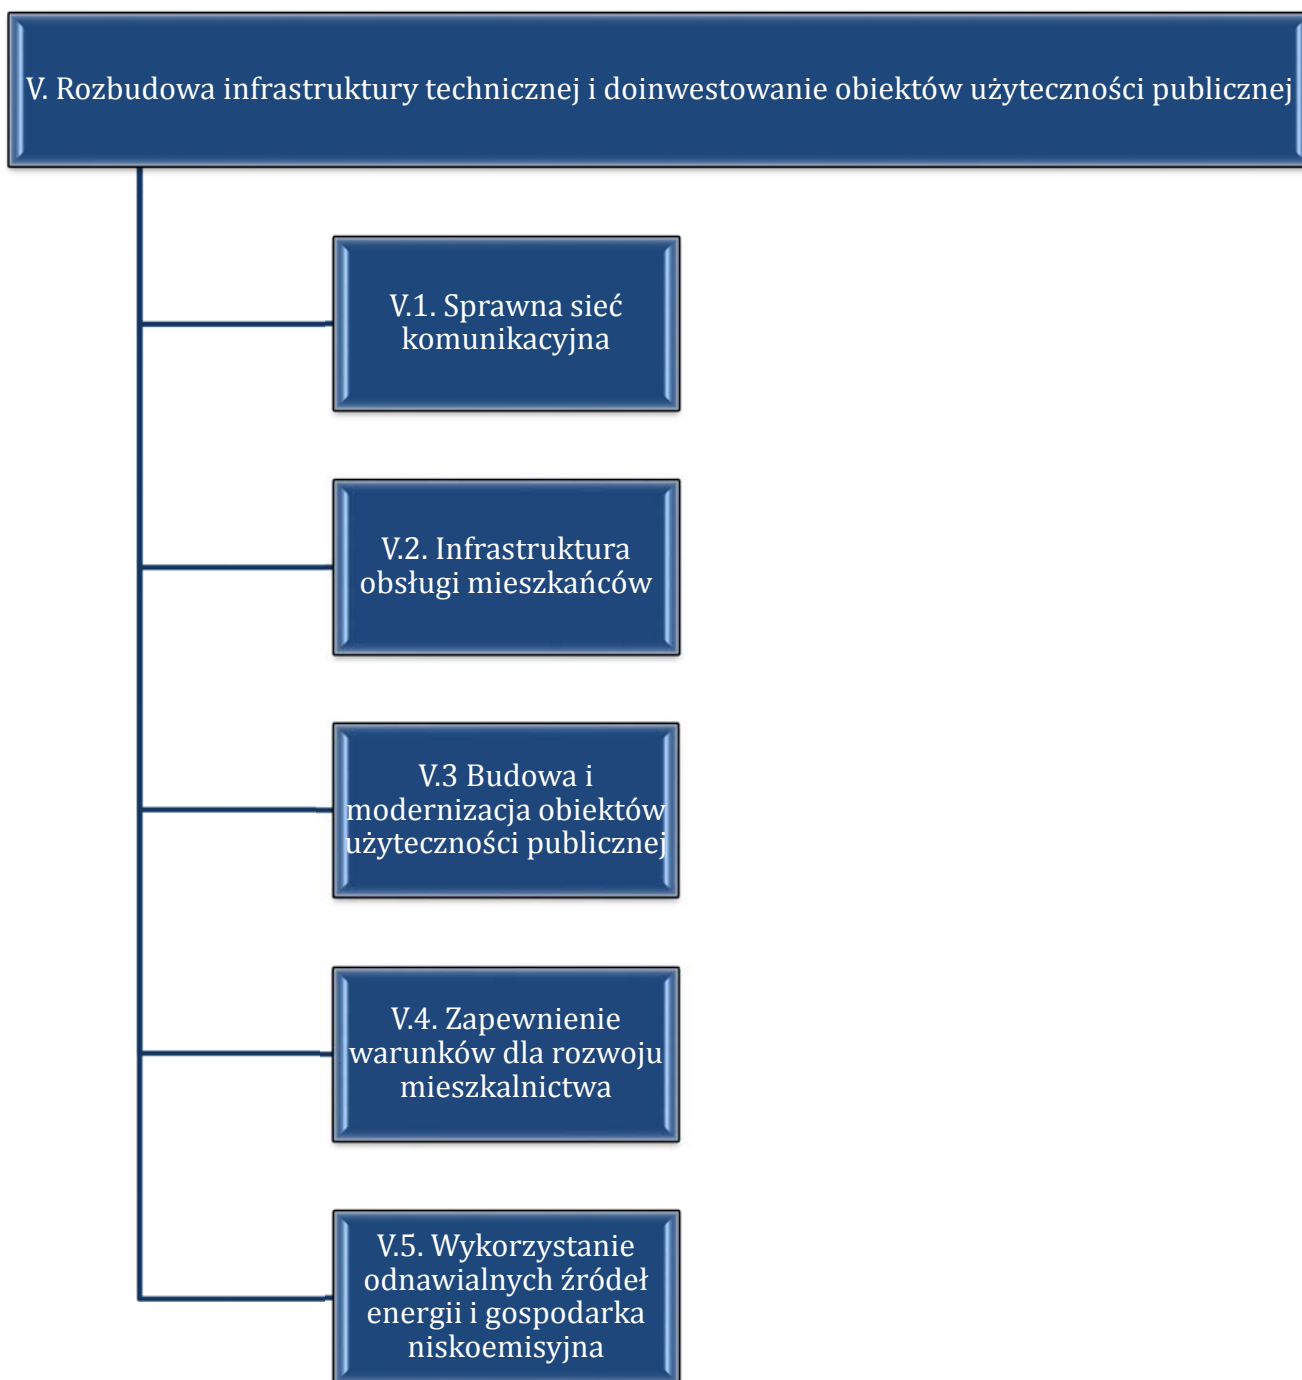 V. Rozbudowa infrastruktury technicznej i doinwestowanie obiektów użyteczności publicznej
V.1. Sprawna sieć
komunikacyjna
V.2. Infrastruktura
obsługi mieszkańców
V.3 Budowa i
modernizacja obiektów
użyteczności publicznej
V.4. Zapewnienie
warunków dla rozwoju
mieszkalnictwa
V.5. Wykorzystanie
odnawialnych źródeł
energii i gospodarka
niskoemisyjna